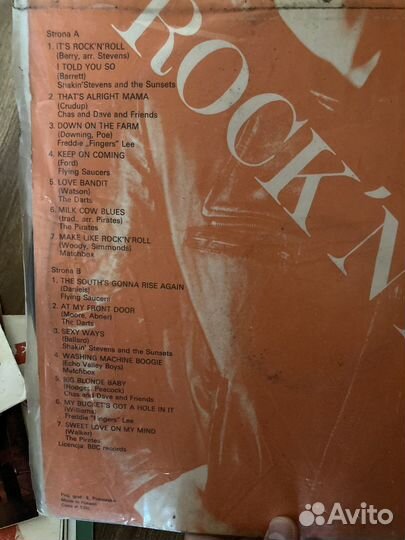 ROCK'N
Strona A
1. IT'S ROCK'N'ROLL
(Berry, arr. Stevens)
I TOLD YOU SO
(Barrett)
Shakin'Stevens and the Sunsets
2. THAT'S ALRIGHT MAMA
(Crudup)
Chas and Dave and Friends
3. DOWN ON THE FARM
(Downing, Poe)
Freddie „Fingers" Lee
4. KEEP ON COMING
(Ford)
Flying Saucers
5. LOVE BANDIT
(Watson)
The Darts
6. MILK COW BLUES
(trad., arr. Pirates)
The Pirates
7. MAKE LIKE ROCK'N'ROLL
(Woody, Simmonds)
Matchbox
Strona B
1. THE SOUTH'S GONNA RISE AGAIN
(Daniels)
Flying Saucers
2. AT MY FRONT DOOR
(Moore, Abner)
The Darts
3. SEXY WAYS
(Ballard)
Shakin' Stevens and the Sunsets
4. WASHING MACHINE BOOGIE
(Echo Valley Boys)
Matchbox
5. BIG BLONDE BABY
(Hodges, Peacock)
Chas and Dave and Friends
6. MY BUCKET'S GOT A HOLE IN IT
(Williams)
Freddie "Fingers" Lee
7. SWEET LOVE ON MY MIND
(Walker)
The Pirates
Licencja: BBC records
Proj. graf. S.
Made in Poland
Cena zł
Avito